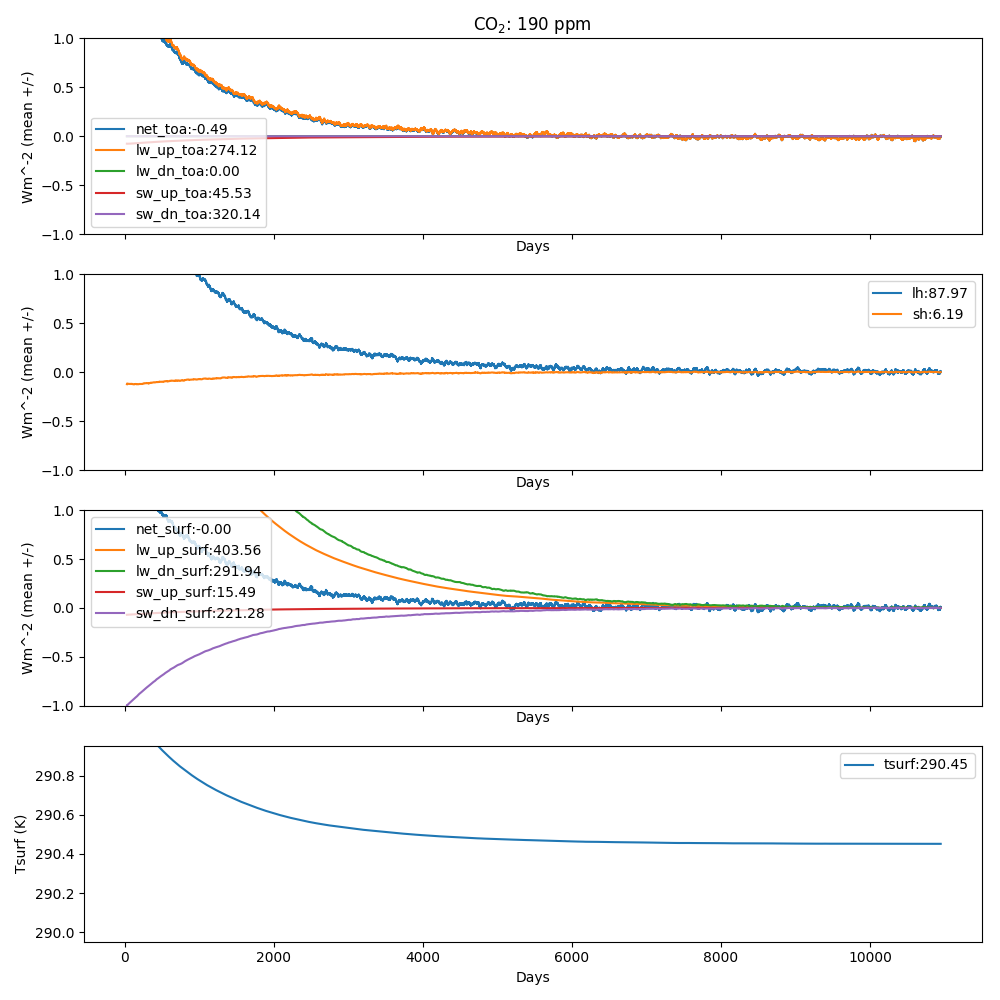 CO₂: 190 ppm
1.0
0.5
0.0
−0.5
−1.0
Wm^-2 (mean +/-)
net_toa:-0.49
lw_up_toa:274.12
lw_dn_toa:0.00
sw_up_toa:45.53
sw_dn_toa:320.14
Days
1.0
0.5
0.0
−0.5
−1.0
Wm^-2 (mean +/-)
lh:87.97
sh:6.19
Days
1.0
0.5
0.0
−0.5
−1.0
Wm^-2 (mean +/-)
net_surf:-0.00
lw_up_surf:403.56
lw_dn_surf:291.94
sw_up_surf:15.49
sw_dn_surf:221.28
Days
290.8
290.6
290.4
290.2
290.0
Tsurf (K)
tsurf:290.45
0 2000 4000 6000 8000 10000
Days